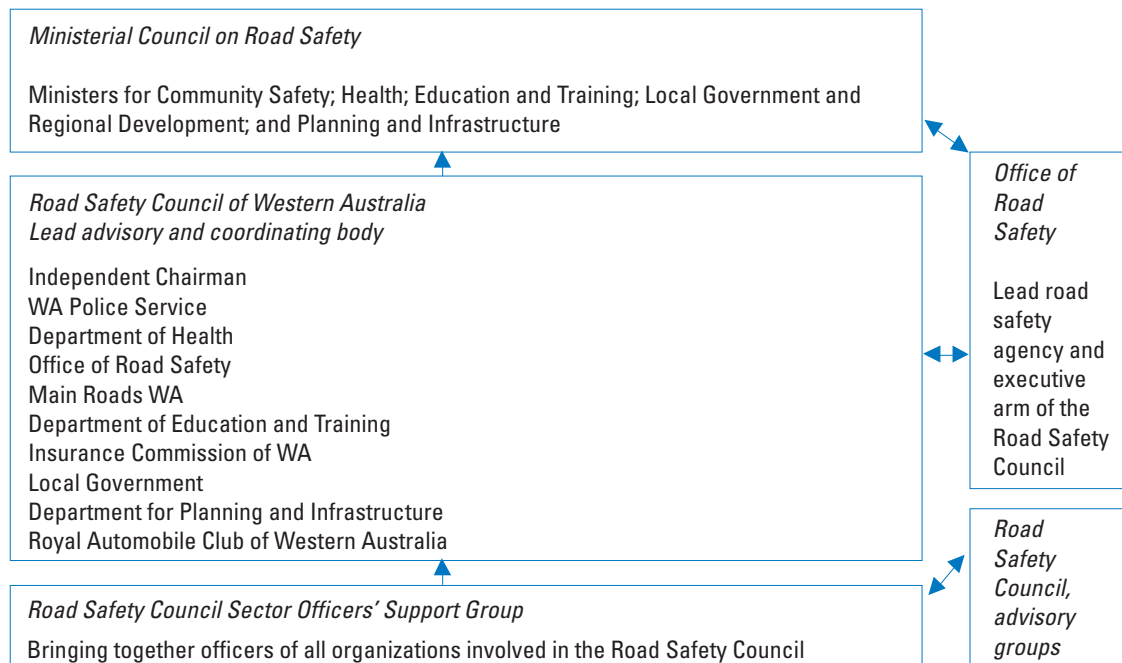 Ministerial Council on Road Safety
Ministers for Community Safety; Health; Education and Training; Local Government and
Regional Development; and Planning and Infrastructure
Road Safety Council of Western Australia
Lead advisory and coordinating body
Independent Chairman
WA Police Service
Department of Health
Office of Road Safety
Main Roads WA
Department of Education and Training
Insurance Commission of WA
Local Government
Department for Planning and Infrastructure
Royal Automobile Club of Western Australia
Office of
Road
Safety
Lead road
safety
agency and
executive
arm of the
Road Safety
Council
Road Safety Council Sector Officers’ Support Group
Bringing together officers of all organizations involved in the Road Safety Council
Road
Safety
Council,
advisory
groups